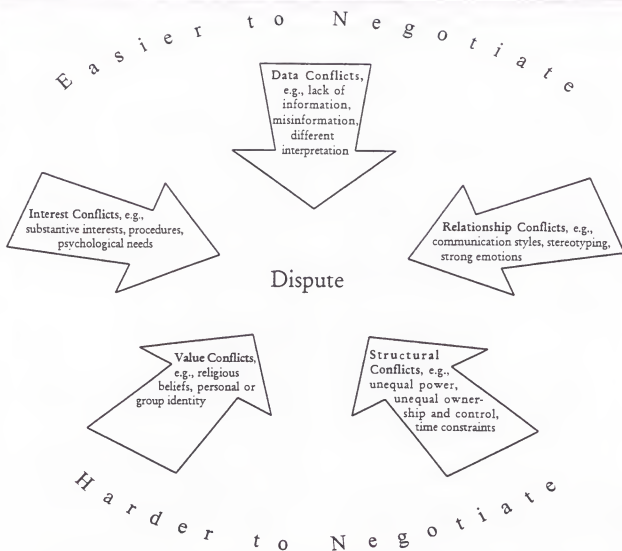 Easier to Negotiate
Data Conflicts,
e.g., lack of
information,
misinformation,
different
interpretation
Interest Conflicts, e.g.,
substantive interests, procedures,
psychological needs
Relationship Conflicts, e.g.,
communication styles, stereotyping,
strong emotions
Dispute
Value Conflicts,
e.g., religious
beliefs, personal or
group identity
Structural
Conflicts, e.g.,
unequal power,
unequal owner-
ship and control,
time constraints
Harder to Negotiate